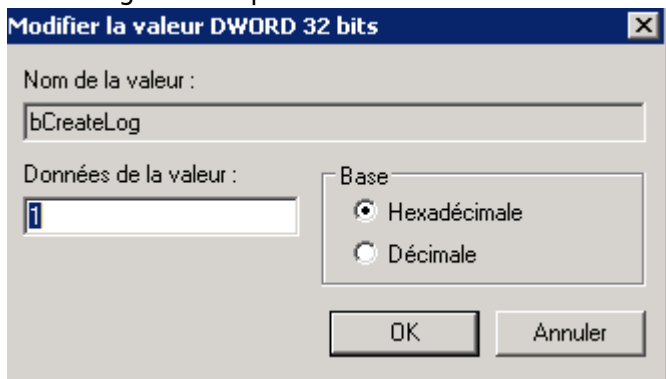 Modifier la valeur DWORD 32 bits
Nom de la valeur :
bCreateLog
Données de la valeur :
1
Base
Hexadécimale
Décimale
OK
Annuler